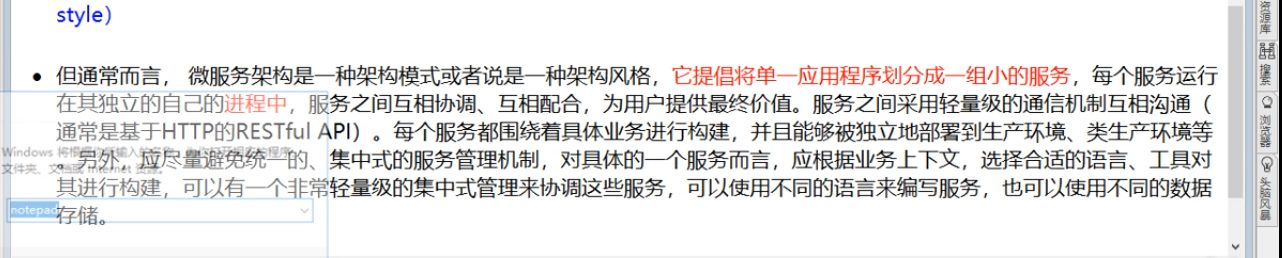 style）
• 但通常而言， 微服务架构是一种架构模式或者说是一种架构风格，它提倡将单一应用程序划分成一组小的服务，每个服务运行
在其独立的自己的进程中，服务之间互相协调、互相配合，为用户提供最终价值。服务之间采用轻量级的通信机制互相沟通（
通常是基于HTTP的RESTful API）。每个服务都围绕着具体业务进行构建，并且能够被独立地部署到生产环境、类生产环境等
。另外，应尽量避免统一的、集中式的服务管理机制，对具体的一个服务而言，应根据业务上下文，选择合适的语言、工具对
其进行构建，可以有一个非常轻量级的集中式管理来协调这些服务，可以使用不同的语言来编写服务，也可以使用不同的数据
存储。
Windows 将根据你所输入的名称，为你打开相应的程序、
文件夹、文档或 Internet 资源。
notepad
资源库
搜索
浏览器
头脑风暴